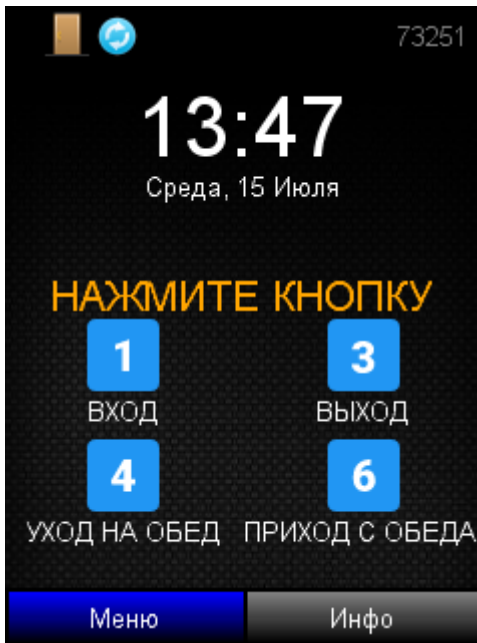 73251
13:47
Среда, 15 Июля
НАЖМИТЕ КНОПКУ
1 3
ВХОД ВЫХОД
4 6
УХОД НА ОБЕД ПРИХОД С ОБЕДА
Меню Инфо